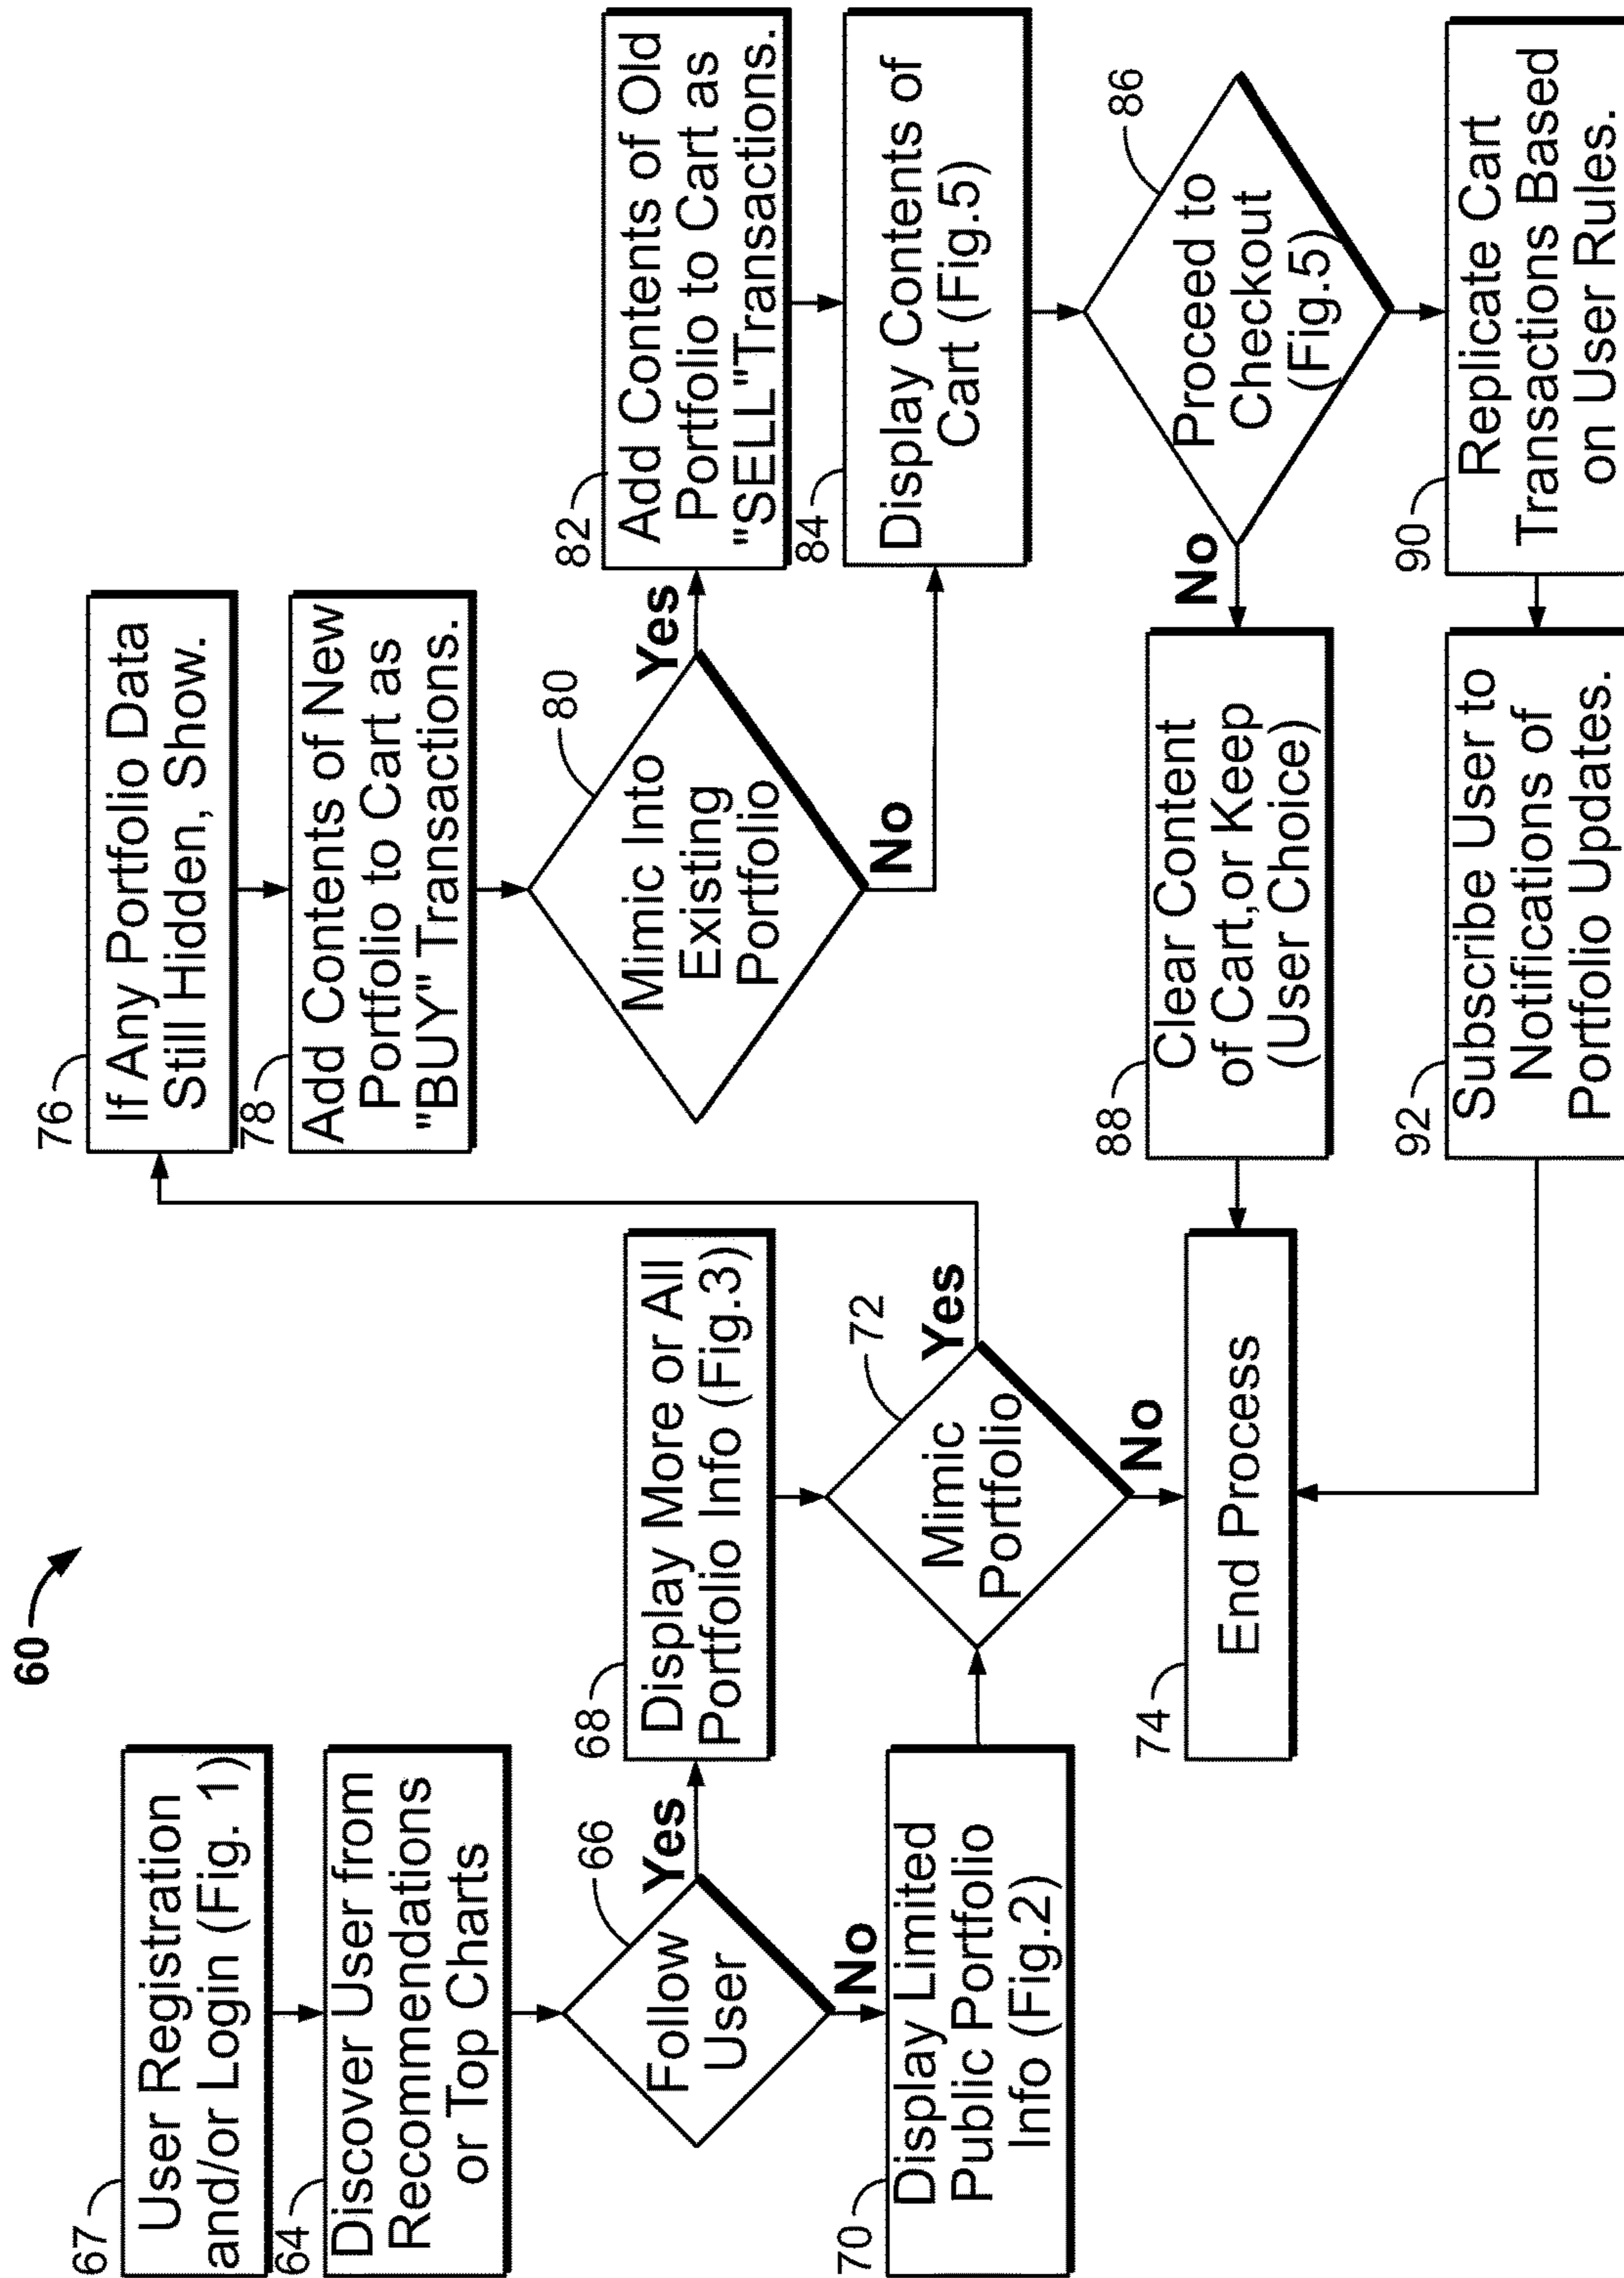 60
67
User Registration
and/or Login (Fig. 1)
64
Discover User from
Recommendations
or Top Charts
66
Follow
User
Yes
No
68
Display More or All
Portfolio Info (Fig.3)
70
Display Limited
Public Portfolio
Info (Fig.2)
72
Mimic
Portfolio
Yes
No
74
End Process
76
If Any Portfolio Data
Still Hidden, Show.
78
Add Contents of New
Portfolio to Cart as
"BUY" Transactions.
80
Mimic Into
Existing
Portfolio
Yes
No
82
Add Contents of Old
Portfolio to Cart as
"SELL"Transactions.
84
Display Contents of
Cart (Fig.5)
86
Proceed to
Checkout
(Fig.5)
No
88
Clear Content
of Cart,or Keep
(User Choice)
90
Replicate Cart
Transactions Based
on User Rules.
92
Subscribe User to
Notifications of
Portfolio Updates.